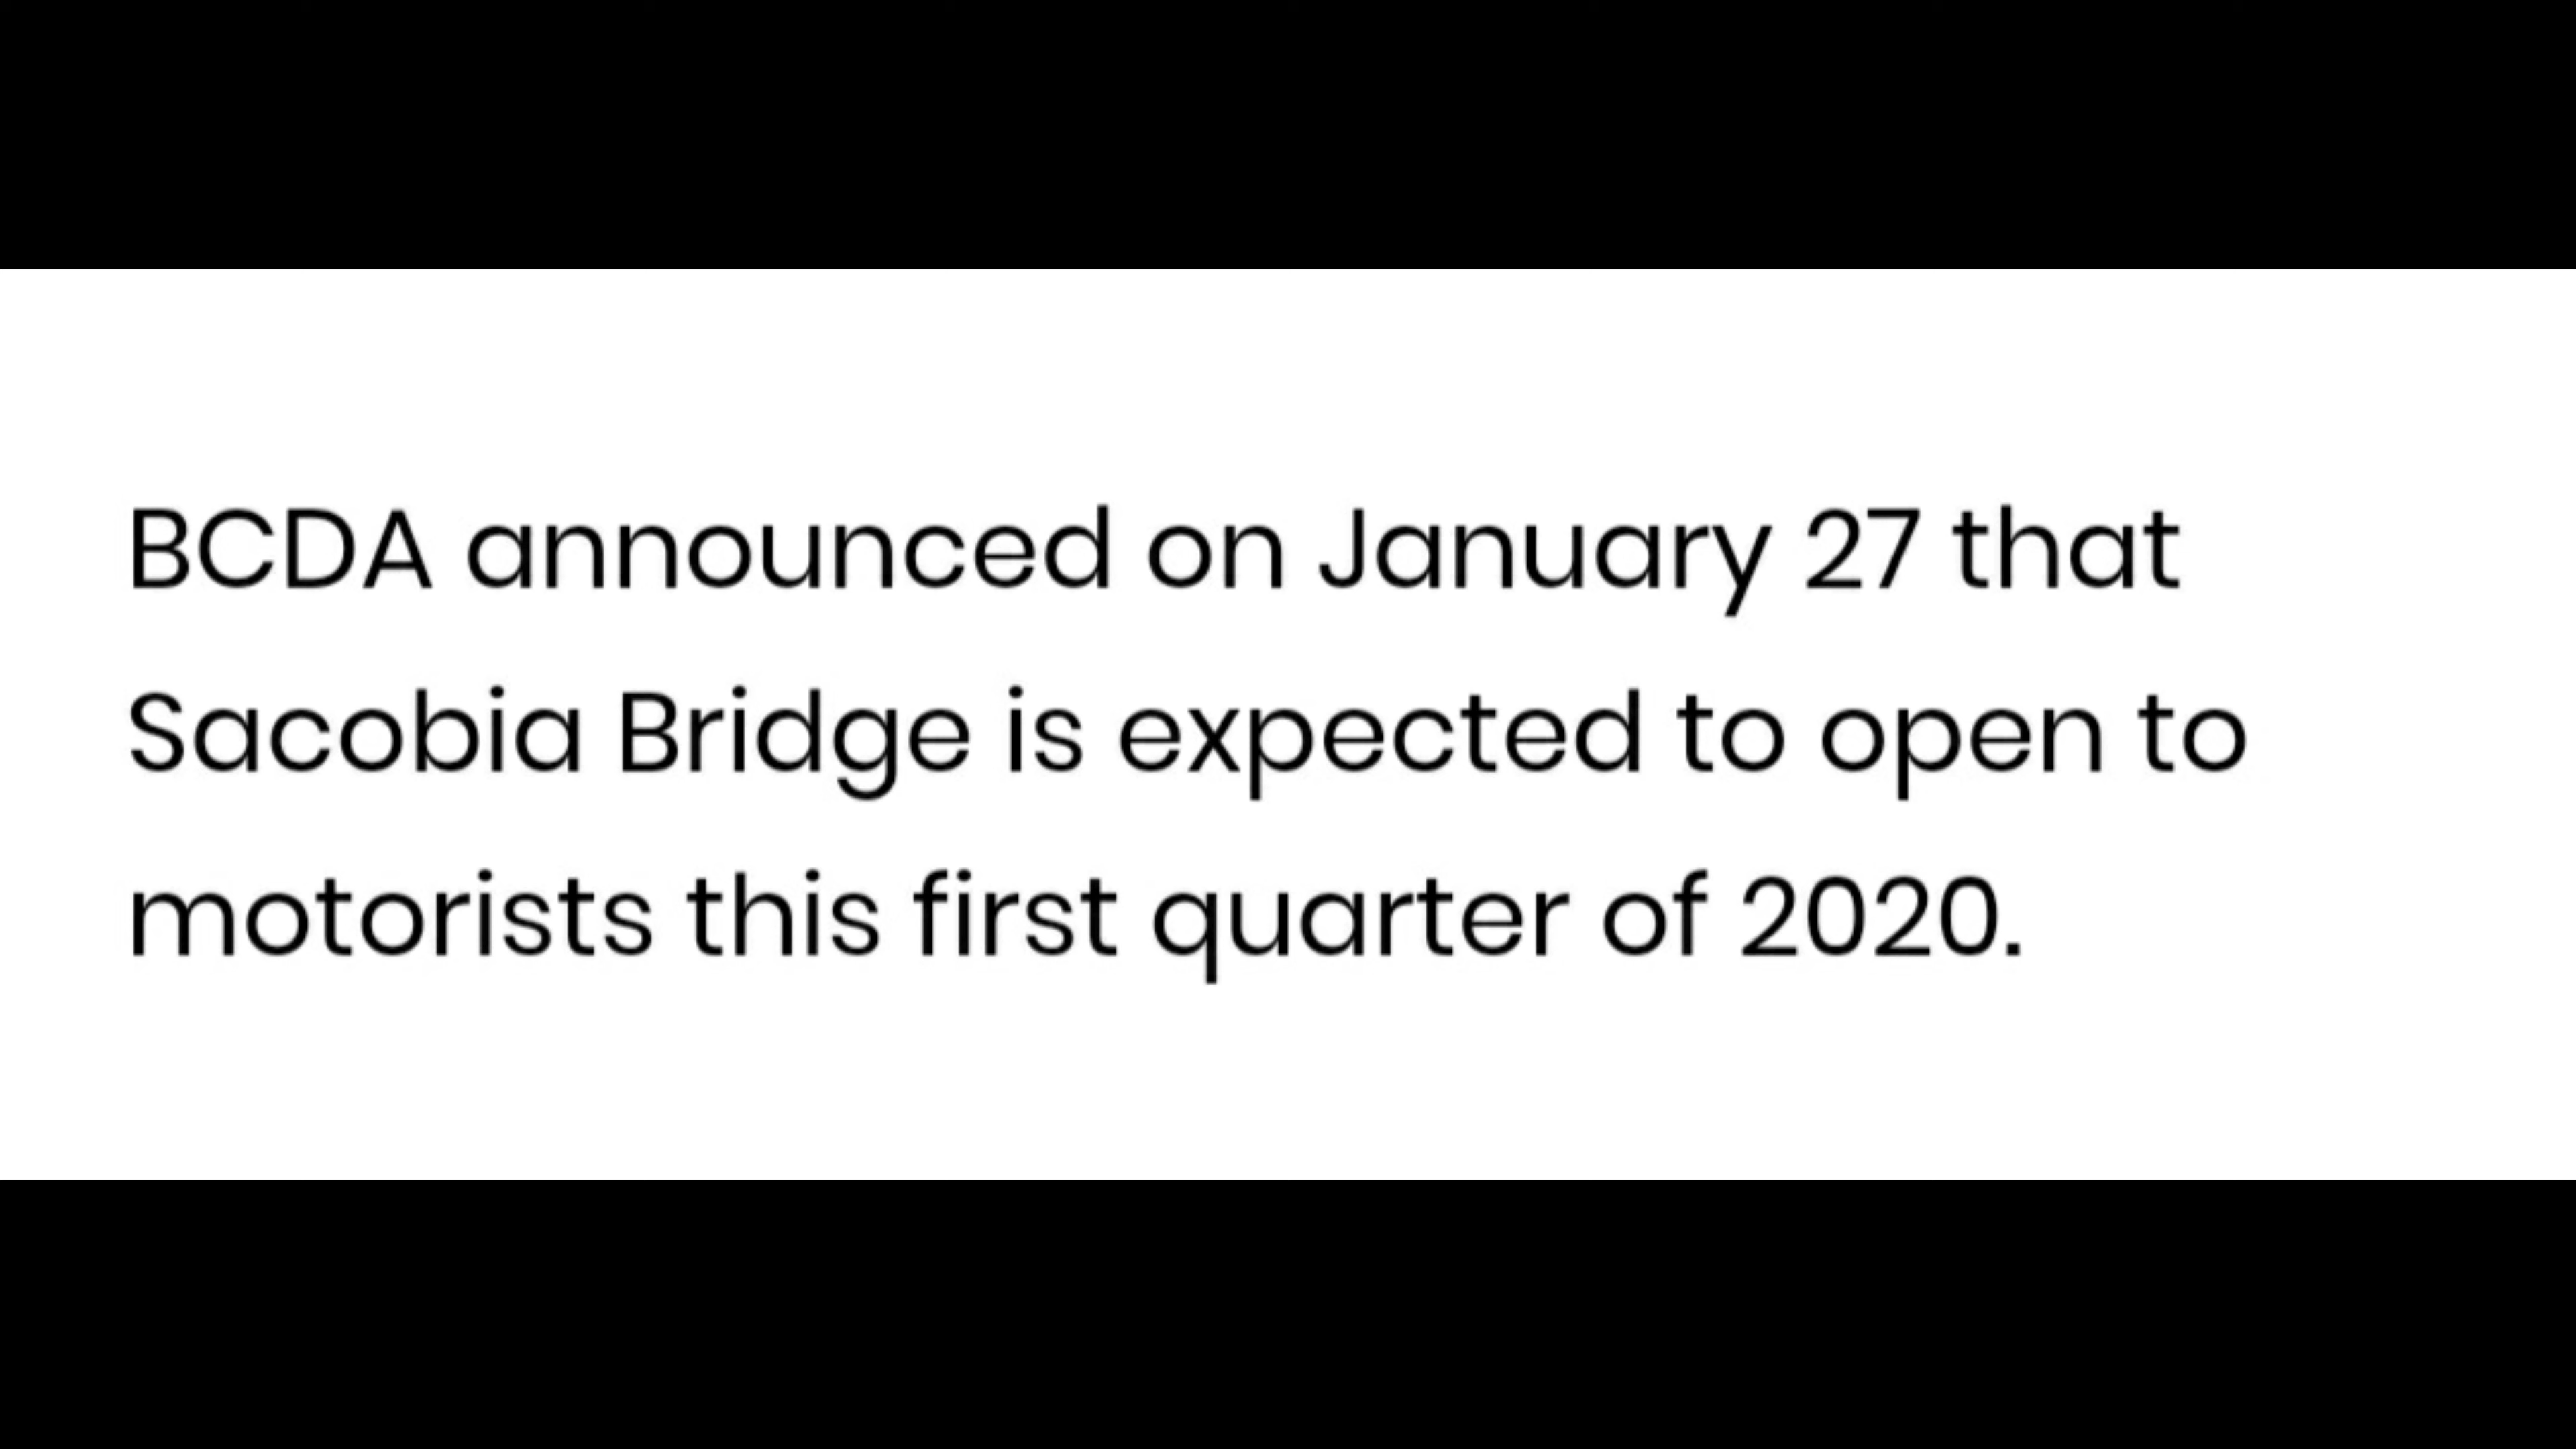 BCDA announced on January 27 that
Sacobia Bridge is expected to open to
motorists this first quarter of 2020.